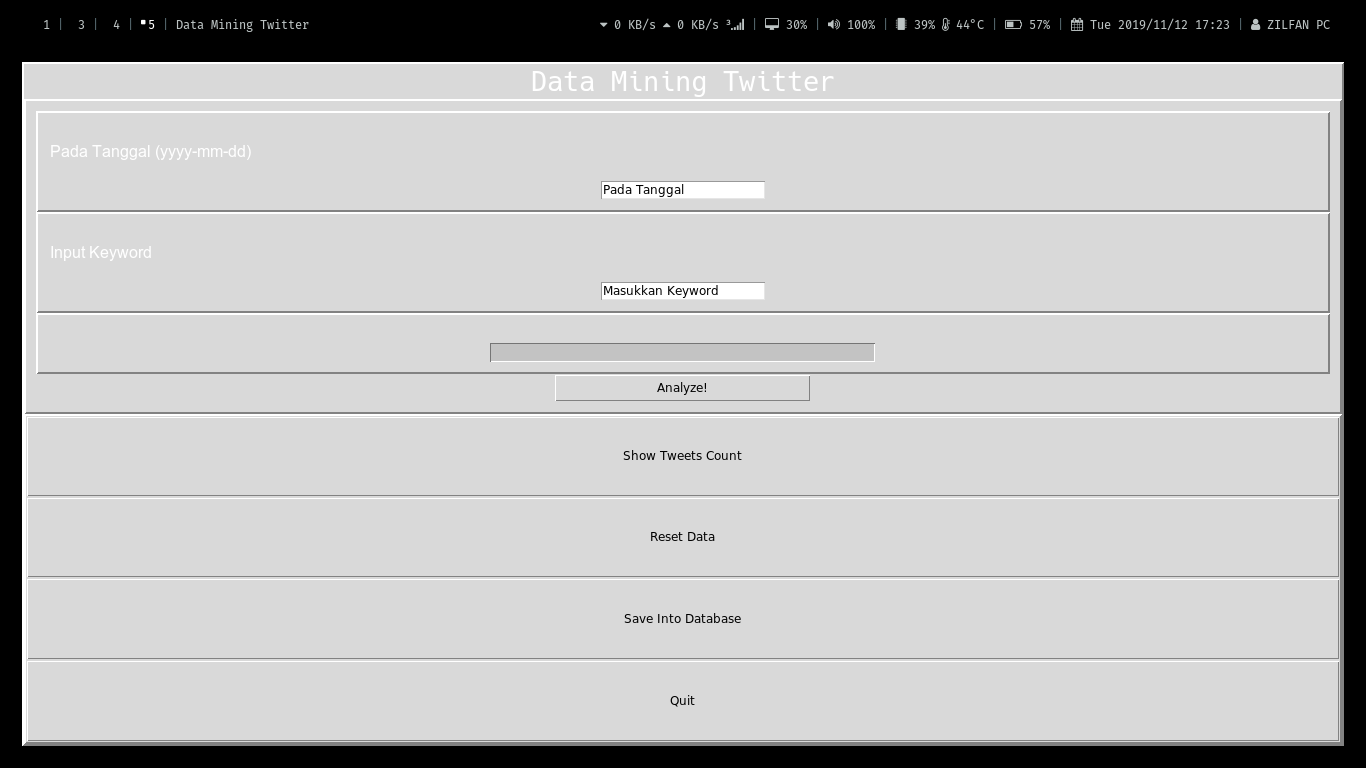 1 | 3 | 4 | 5 | Data Mining Twitter 0 KB/s 0 KB/s | 30% | 100% | 39% 44°C | 57% | Tue 2019/11/12 17:23 | ZILFAN PC
Data Mining Twitter
Pada Tanggal (yyyy-mm-dd)
Pada Tanggal
Input Keyword
Masukkan Keyword
Analyze!
Show Tweets Count
Reset Data
Save Into Database
Quit